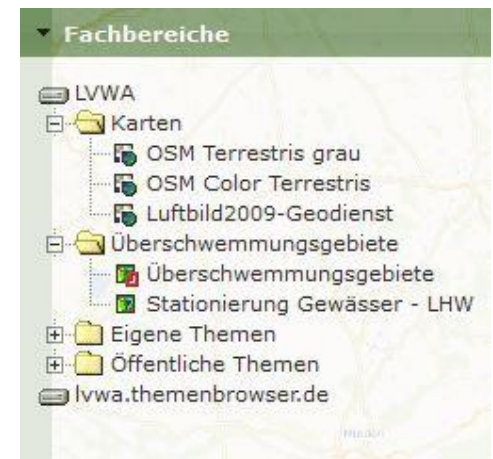 Fachbereiche
LVWA
Karten
OSM Terrestris grau
OSM Color Terrestris
Luftbild2009-Geodienst
Überschwemmungsgebiete
Überschwemmungsgebiete
Stationierung Gewässer - LHW
Eigene Themen
Öffentliche Themen
lvwa.themenbrowser.de